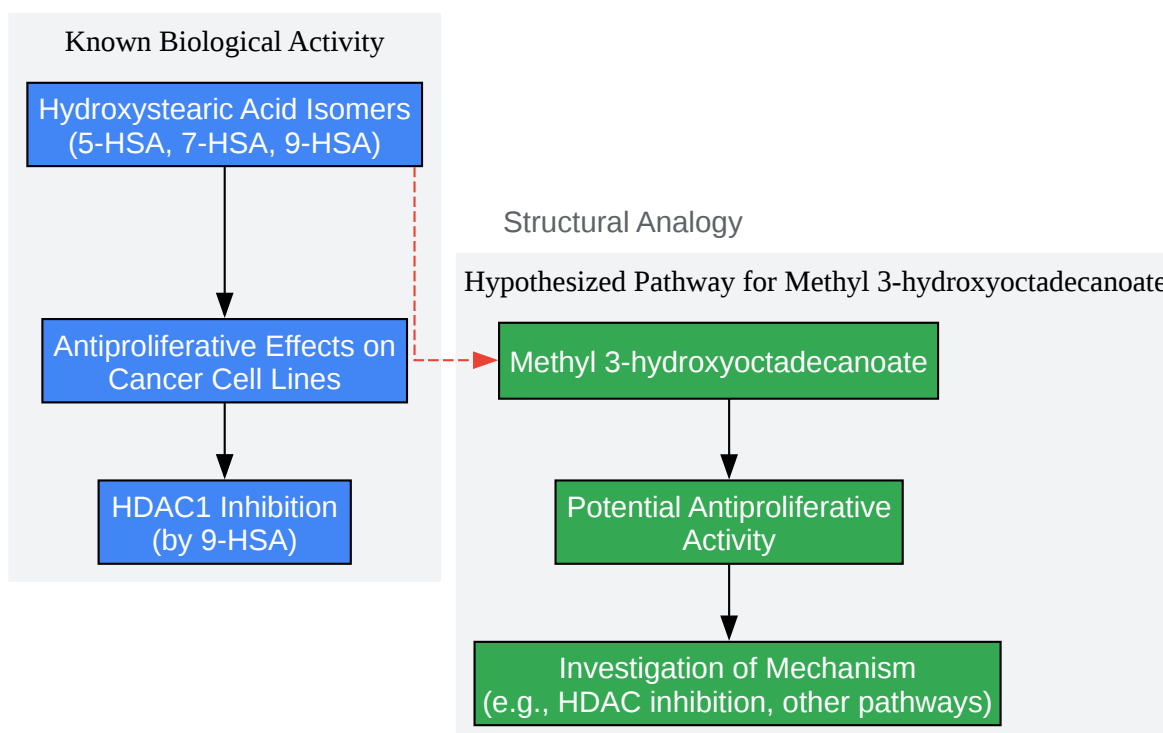 Known Biological Activity
Hydroxystearic Acid Isomers
(5-HSA, 7-HSA, 9-HSA)
Antiproliferative Effects on
Cancer Cell Lines
HDAC1 Inhibition
(by 9-HSA)
Structural Analogy
Hypothesized Pathway for Methyl 3-hydroxyoctadecanoate
Methyl 3-hydroxyoctadecanoate
Potential Antiproliferative
Activity
Investigation of Mechanism
(e.g., HDAC inhibition, other pathways)